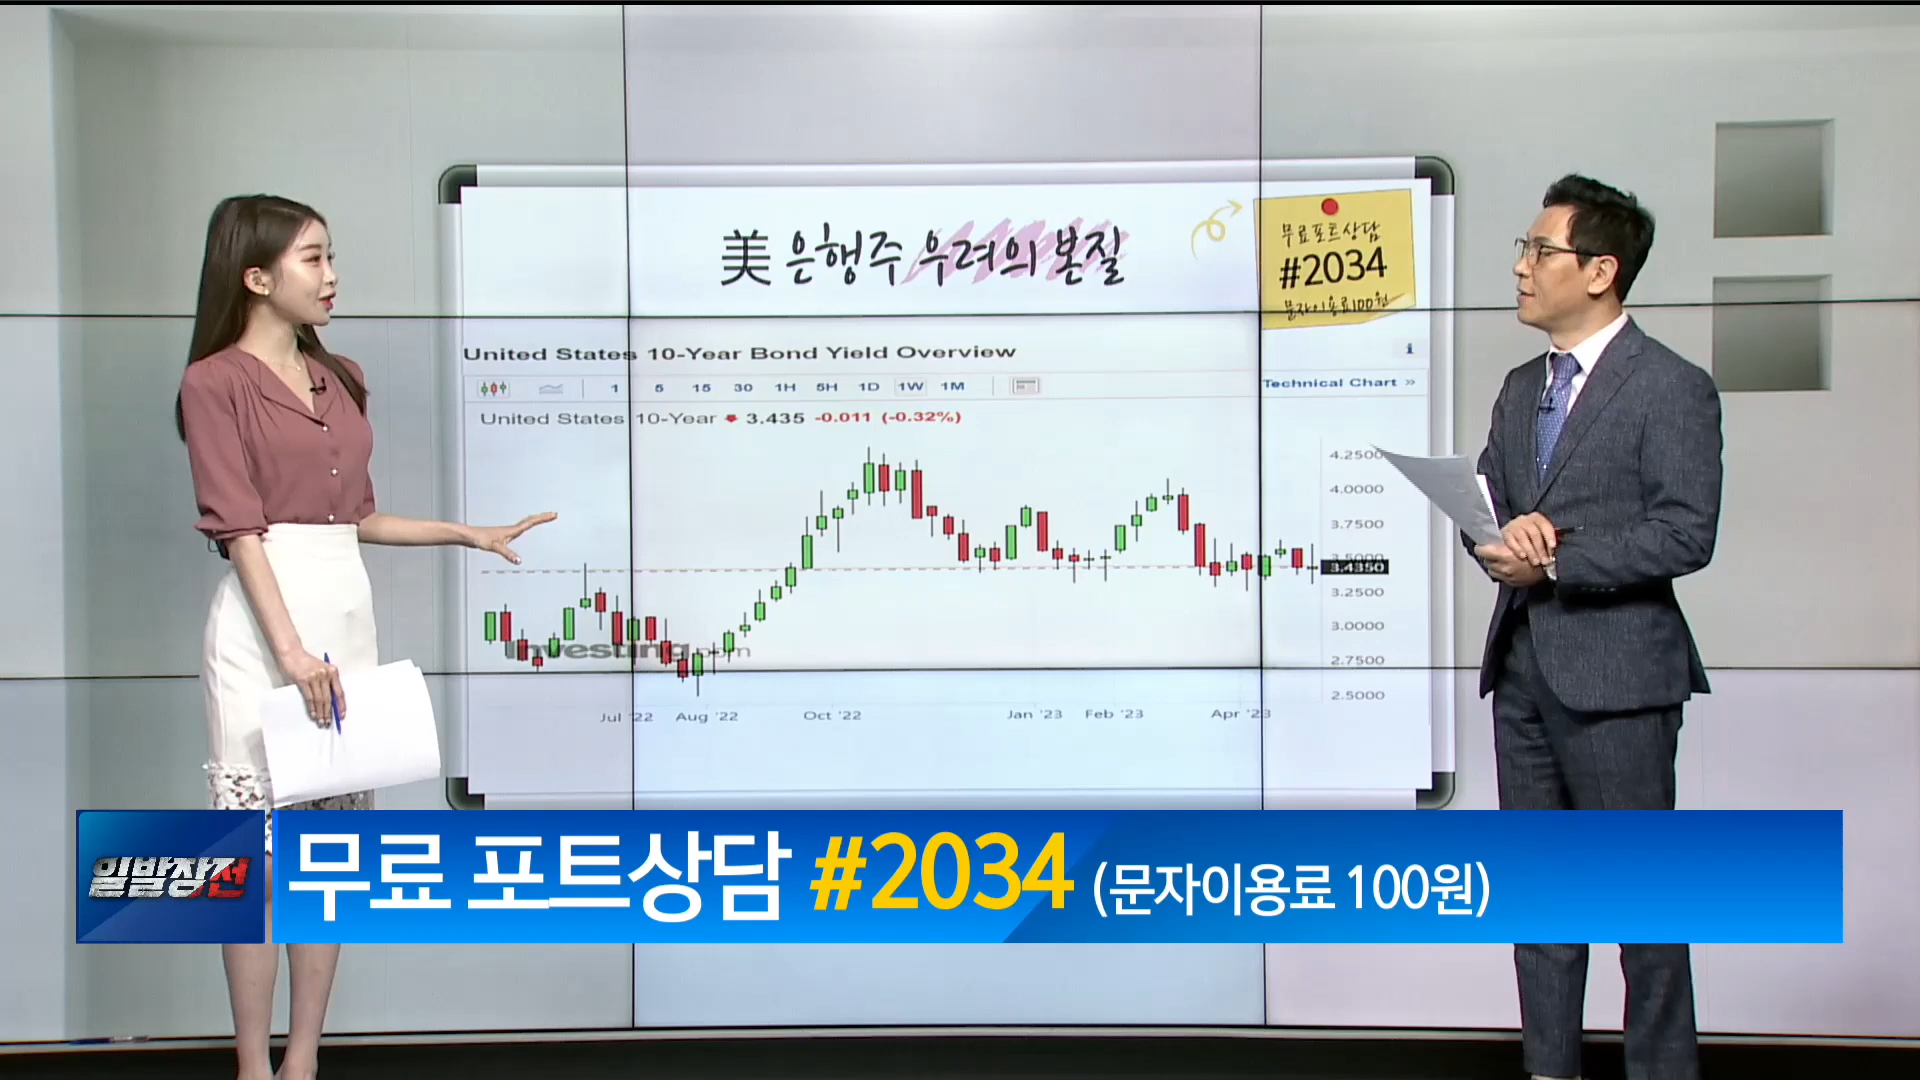 美 은행주 우려의 본질
무료포트상담
#2034
문자이용료100원
United States 10-Year Bond Yield Overview
1 5 15 30 1H 5H 1D 1W 1M
Technical Chart »
United States 10-Year 3.435 -0.011 (-0.32%)
4.2500
4.0000
3.7500
3.5000
3.4350
3.2500
3.0000
2.7500
2.5000
Investing.com
Jul '22 Aug '22 Oct '22 Jan '23 Feb '23 Apr '23
일발장전
무료 포트상담 #2034 (문자이용료 100원)